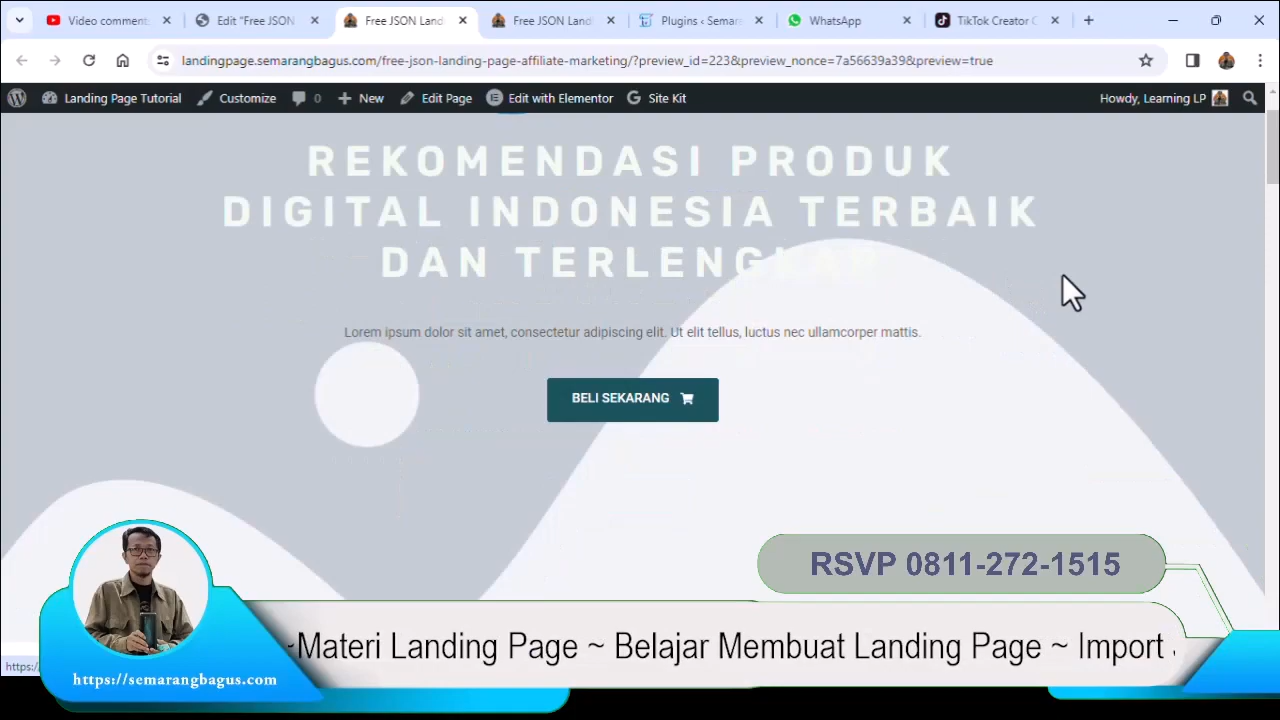 Video comments
Edit "Free JSON
Free JSON Land
Free JSON Land
Plugins ‹ Semara
WhatsApp
TikTok Creator C
landingpage.semarangbagus.com/free-json-landing-page-affiliate-marketing/?preview_id=223&preview_nonce=7a56639a39&preview=true
Landing Page Tutorial
Customize
0
New
Edit Page
Edit with Elementor
Site Kit
Howdy, Learning LP
REKOMENDASI PRODUK
DIGITAL INDONESIA TERBAIK
DAN TERLENGKAP
Lorem ipsum dolor sit amet, consectetur adipiscing elit. Ut elit tellus, luctus nec ullamcorper mattis.
BELI SEKARANG
RSVP 0811-272-1515
~Materi Landing Page ~ Belajar Membuat Landing Page ~ Import
https://semarangbagus.com
https:/